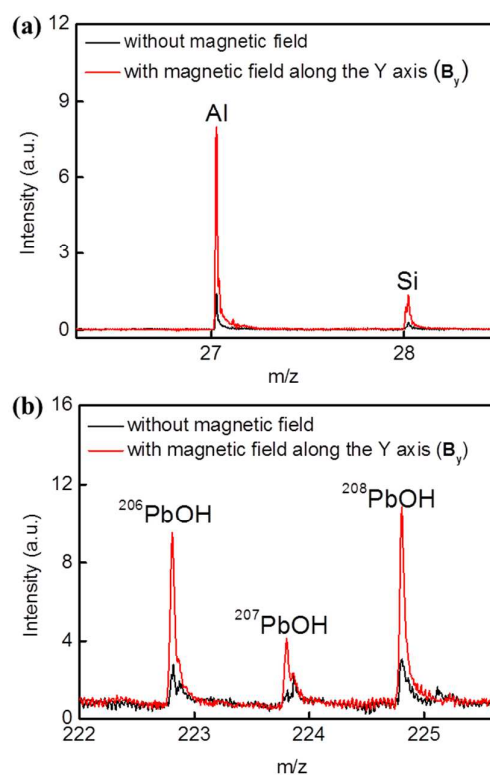 (a)
12
9
6
3
0
Intensity (a.u.)
without magnetic field
with magnetic field along the Y axis (By)
Al
Si
27
28
m/z
(b)
16
12
8
4
0
Intensity (a.u.)
without magnetic field
with magnetic field along the Y axis (By)
206PbOH
207PbOH
208PbOH
222
223
224
225
m/z